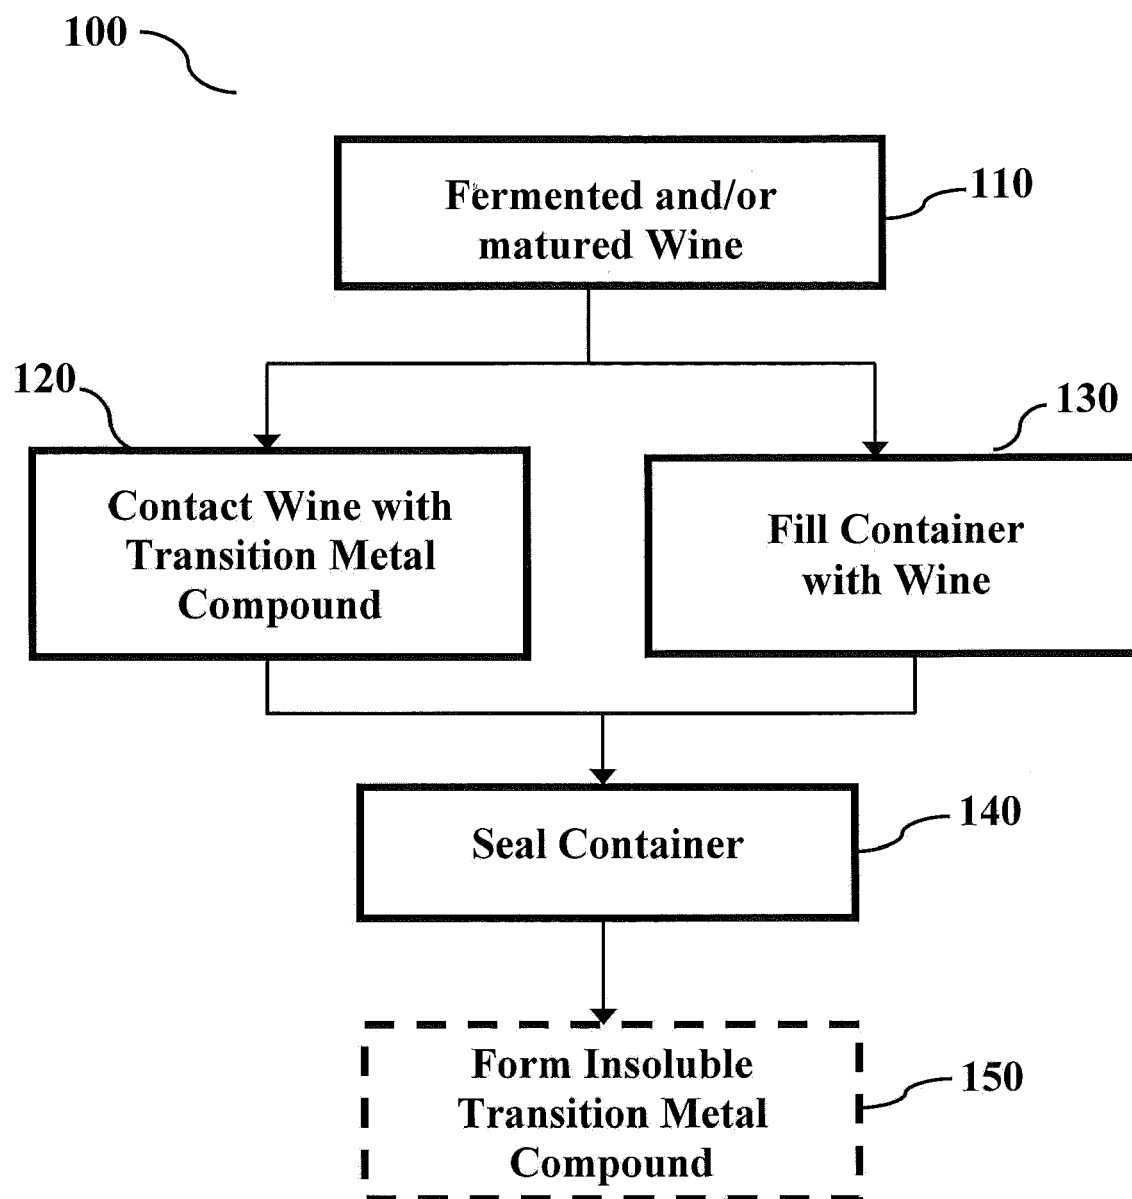 100
Fermented and/or
matured Wine
110
120
Contact Wine with
Transition Metal
Compound
130
Fill Container
with Wine
Seal Container
140
Form Insoluble
Transition Metal
Compound
150